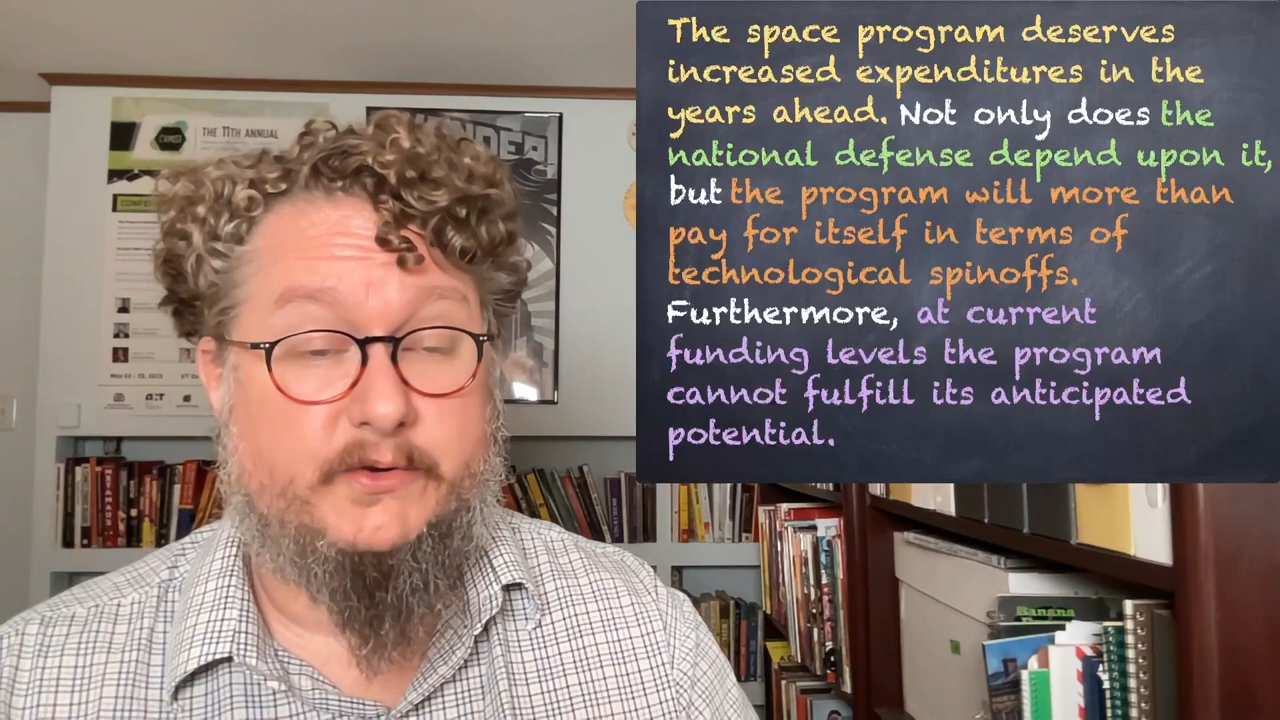 The space program deserves
increased expenditures in the
years ahead. Not only does the
national defense depend upon it,
but the program will more than
pay for itself in terms of
technological spinoffs.
Furthermore, at current
funding levels the program
cannot fulfill its anticipated
potential.
THE 11TH ANNUAL
METAMAUS
Banana